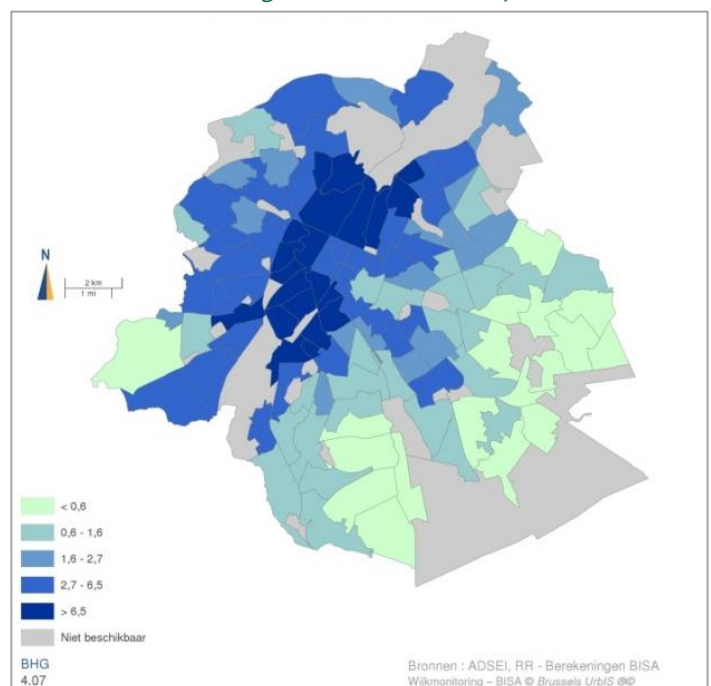 N
2 km
1 mi
< 0,6
0,6 - 1,6
1,6 - 2,7
2,7 - 6,5
> 6,5
Niet beschikbaar
BHG
4.07
Bronnen : ADSEI, RR - Berekeningen BISA
Wijkmonitoring – BISA © Brussels UrbIS ®©